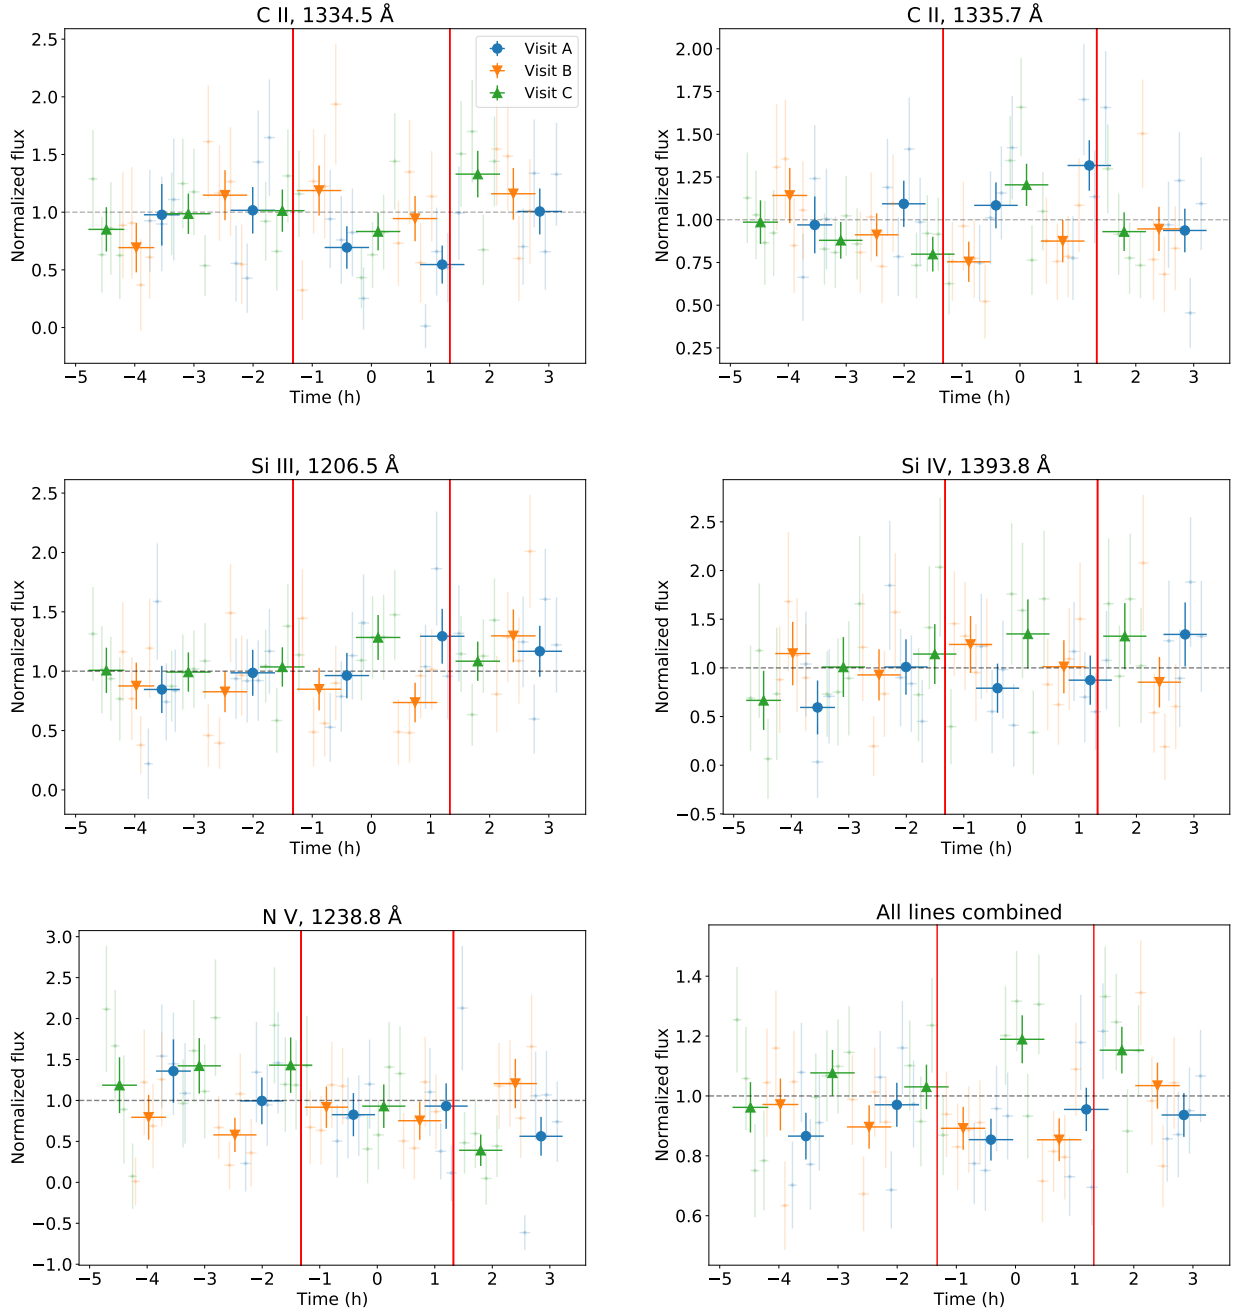 C II, 1334.5 Å
Normalized flux
2.5
2.0
1.5
1.0
0.5
0.0
Visit A
Visit B
Visit C
−5 −4 −3 −2 −1 0 1 2 3
Time (h)
C II, 1335.7 Å
Normalized flux
2.00
1.75
1.50
1.25
1.00
0.75
0.50
0.25
−5 −4 −3 −2 −1 0 1 2 3
Time (h)
Si III, 1206.5 Å
Normalized flux
2.5
2.0
1.5
1.0
0.5
0.0
−5 −4 −3 −2 −1 0 1 2 3
Time (h)
Si IV, 1393.8 Å
Normalized flux
2.5
2.0
1.5
1.0
0.5
0.0
−0.5
−5 −4 −3 −2 −1 0 1 2 3
Time (h)
N V, 1238.8 Å
Normalized flux
3.0
2.5
2.0
1.5
1.0
0.5
0.0
−0.5
−1.0
−5 −4 −3 −2 −1 0 1 2 3
Time (h)
All lines combined
Normalized flux
1.4
1.2
1.0
0.8
0.6
−5 −4 −3 −2 −1 0 1 2 3
Time (h)